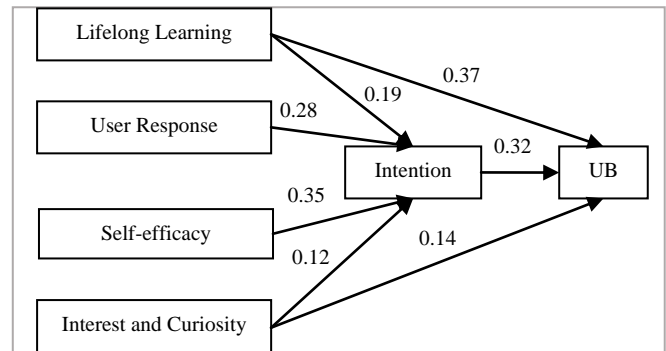 Lifelong Learning
0.37
0.19
0.28
User Response
0.32
Intention
UB
0.35
Self-efficacy
0.14
0.12
Interest and Curiosity